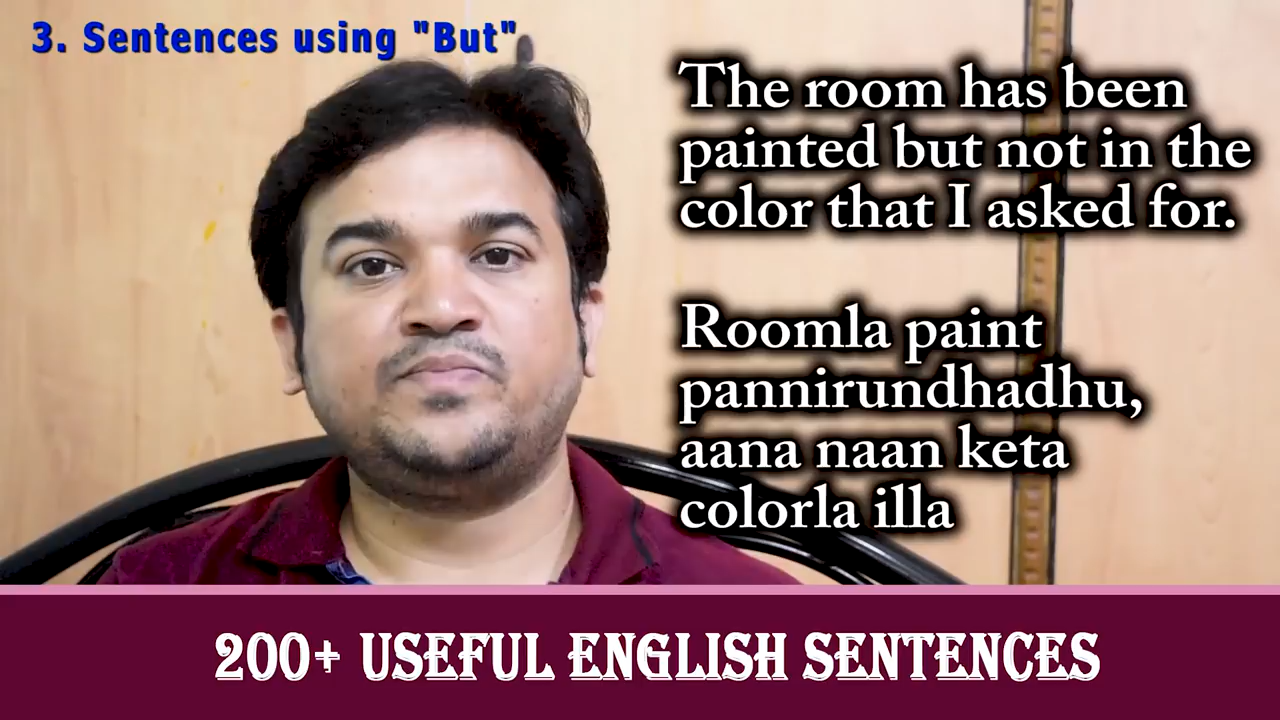 3. Sentences using "But"
The room has been
painted but not in the
color that I asked for.
Roomla paint
pannirundhadhu,
aana naan keta
colorla illa
200+ USEFUL ENGLISH SENTENCES